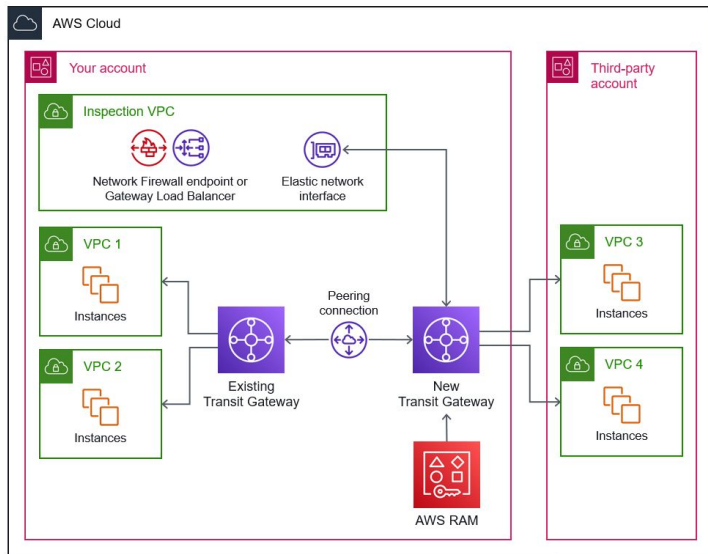 AWS Cloud
Your account
Third-party
account
Inspection VPC
Network Firewall endpoint or
Gateway Load Balancer
Elastic network
interface
VPC 1
Instances
VPC 2
Instances
Existing
Transit Gateway
Peering
connection
New
Transit Gateway
AWS RAM
VPC 3
Instances
VPC 4
Instances